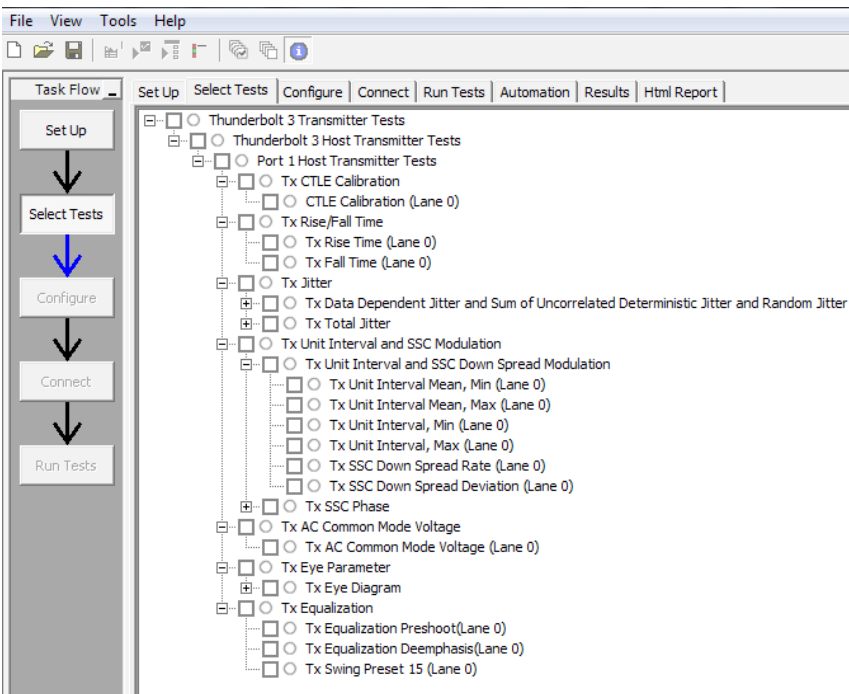 File View Tools Help
Task Flow
Set Up
Select Tests
Configure
Connect
Run Tests
Set Up Select Tests Configure Connect Run Tests Automation Results Html Report
Thunderbolt 3 Transmitter Tests
Thunderbolt 3 Host Transmitter Tests
Port 1 Host Transmitter Tests
Tx CTLE Calibration
CTLE Calibration (Lane 0)
Tx Rise/Fall Time
Tx Rise Time (Lane 0)
Tx Fall Time (Lane 0)
Tx Jitter
Tx Data Dependent Jitter and Sum of Uncorrelated Deterministic Jitter and Random Jitter
Tx Total Jitter
Tx Unit Interval and SSC Modulation
Tx Unit Interval and SSC Down Spread Modulation
Tx Unit Interval Mean, Min (Lane 0)
Tx Unit Interval Mean, Max (Lane 0)
Tx Unit Interval, Min (Lane 0)
Tx Unit Interval, Max (Lane 0)
Tx SSC Down Spread Rate (Lane 0)
Tx SSC Down Spread Deviation (Lane 0)
Tx SSC Phase
Tx AC Common Mode Voltage
Tx AC Common Mode Voltage (Lane 0)
Tx Eye Parameter
Tx Eye Diagram
Tx Equalization
Tx Equalization Preshoot(Lane 0)
Tx Equalization Deemphasis(Lane 0)
Tx Swing Preset 15 (Lane 0)